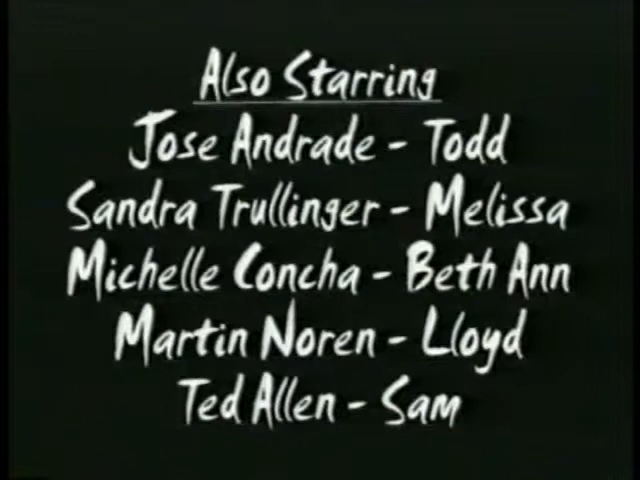 Also Starring
Jose Andrade - Todd
Sandra Trullinger - Melissa
Michelle Concha - Beth Ann
Martin Noren - Lloyd
Ted Allen - Sam